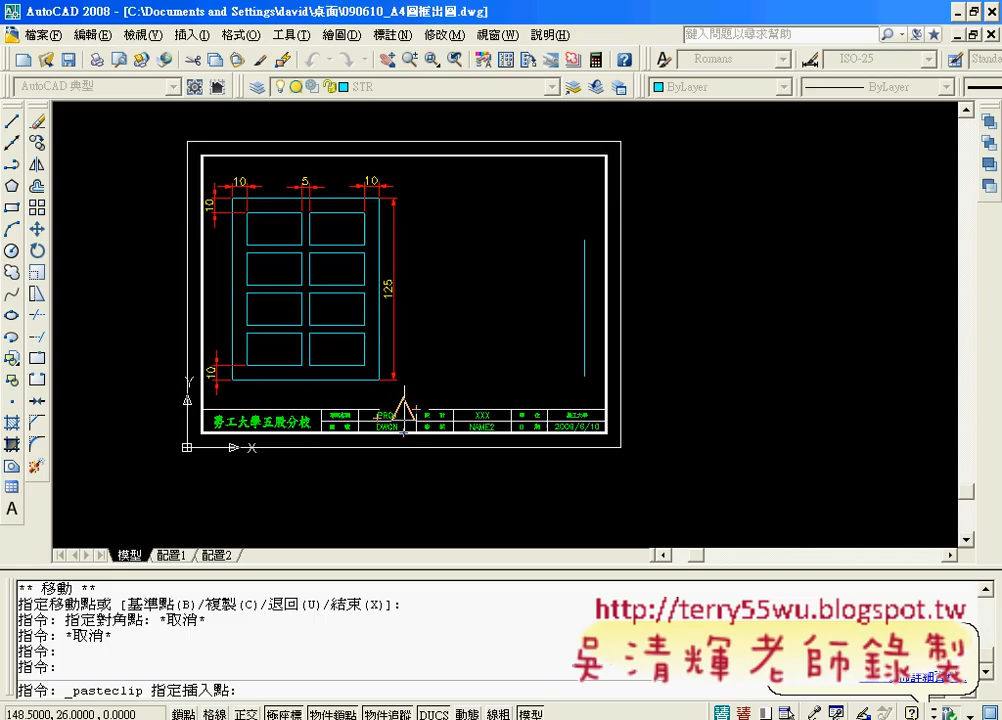 AutoCAD 2008 - [C:\Documents and Settings\david\桌面\090610_A4圖框出圖.dwg]
檔案(F) 編輯(E) 檢視(V) 插入(I) 格式(O) 工具(T) 繪圖(D) 標註(N) 修改(M) 視窗(W) 說明(H) 鍵入問題以尋求幫助
Romans ISO-25 Standa
AutoCAD 典型 STR ByLayer ByLayer
10 5 10
10
125
10
Y
勞工大學五股分校
XXX
NAME2
2009/6/10
X
A
模型 配置1 配置2
** 移動 **
指定移動點或 [基準點(B)/複製(C)/退回(U)/結束(X)]:
指令: 指定對角點: *取消*
指令: *取消*
指令:
指令:
指令: _pasteclip 指定插入點:
http://terry55wu.blogspot.tw
吳清輝老師錄製
148.5000, 26.0000, 0.0000 鎖點 格線 正交 極座標 物件鎖點 物件追蹤 DUCS 動態 線粗 模型